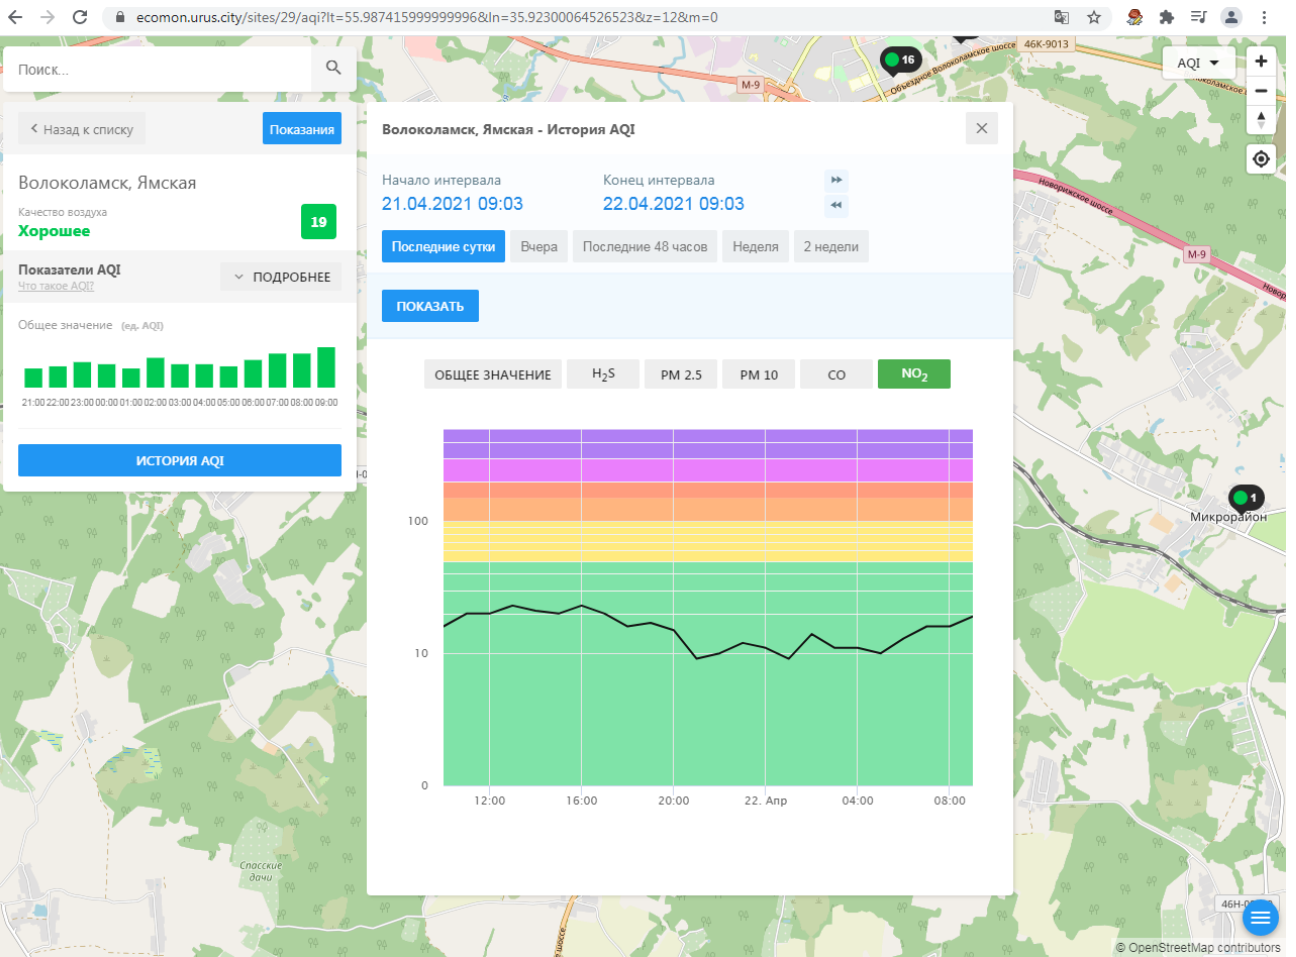 ecomon.urus.city/sites/29/aqi?lt=55.987415999999996&ln=35.92300064526523&z=12&m=0
Поиск...
Назад к списку
Показания
Волоколамск, Ямская
Качество воздуха
Хорошее
19
Показатели AQI
Что такое AQI?
ПОДРОБНЕЕ
Общее значение (ед. AQI)
21:00 22:00 23:00 00:00 01:00 02:00 03:00 04:00 05:00 06:00 07:00 08:00 09:00
ИСТОРИЯ AQI
Волоколамск, Ямская - История AQI
Начало интервала
Конец интервала
21.04.2021 09:03
22.04.2021 09:03
Последние сутки
Вчера
Последние 48 часов
Неделя
2 недели
ПОКАЗАТЬ
ОБЩЕЕ ЗНАЧЕНИЕ
H₂S
PM 2.5
PM 10
CO
NO₂
100
10
0
12:00
16:00
20:00
22. Апр
04:00
08:00
AQI
46К-9013
M-9
16
Объездное Волоколамское шоссе
Новорижское шоссе
M-9
1
Микрорайон
Спасские
дачи
© OpenStreetMap contributors